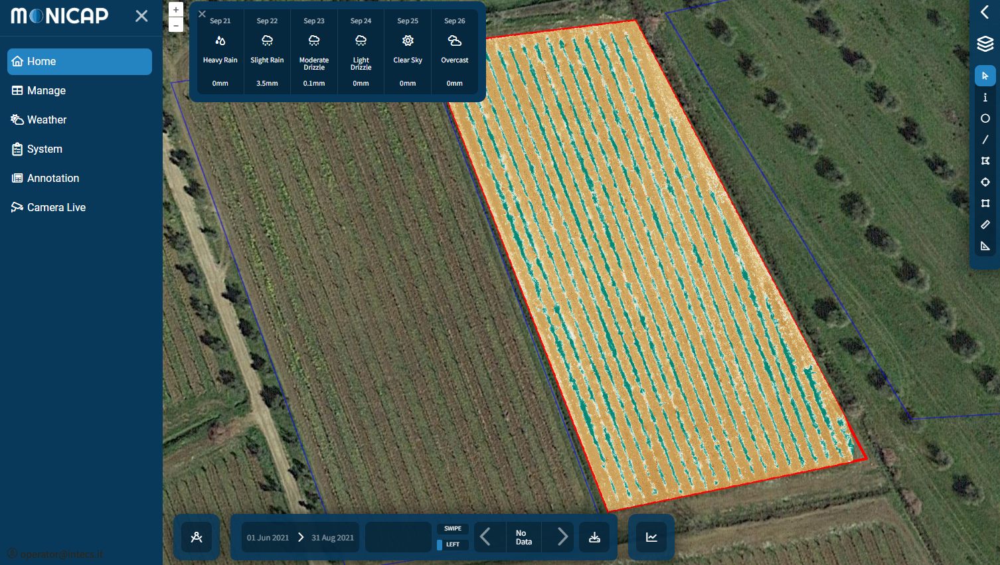 MONICAP
Home
Manage
Weather
System
Annotation
Camera Live
operator@intecs.it
+
−
Sep 21
Heavy Rain
0mm
Sep 22
Slight Rain
3.5mm
Sep 23
Moderate
Drizzle
0.1mm
Sep 24
Light
Drizzle
0mm
Sep 25
Clear Sky
0mm
Sep 26
Overcast
0mm
01 Jun 2021
31 Aug 2021
SWIPE
LEFT
No
Data